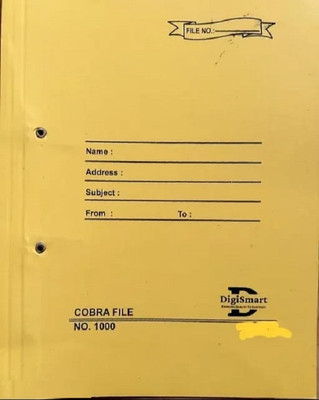 FILE NO.:
Name :
Address :
Subject :
From : To :
DigiSmart
COBRA FILE
NO. 1000